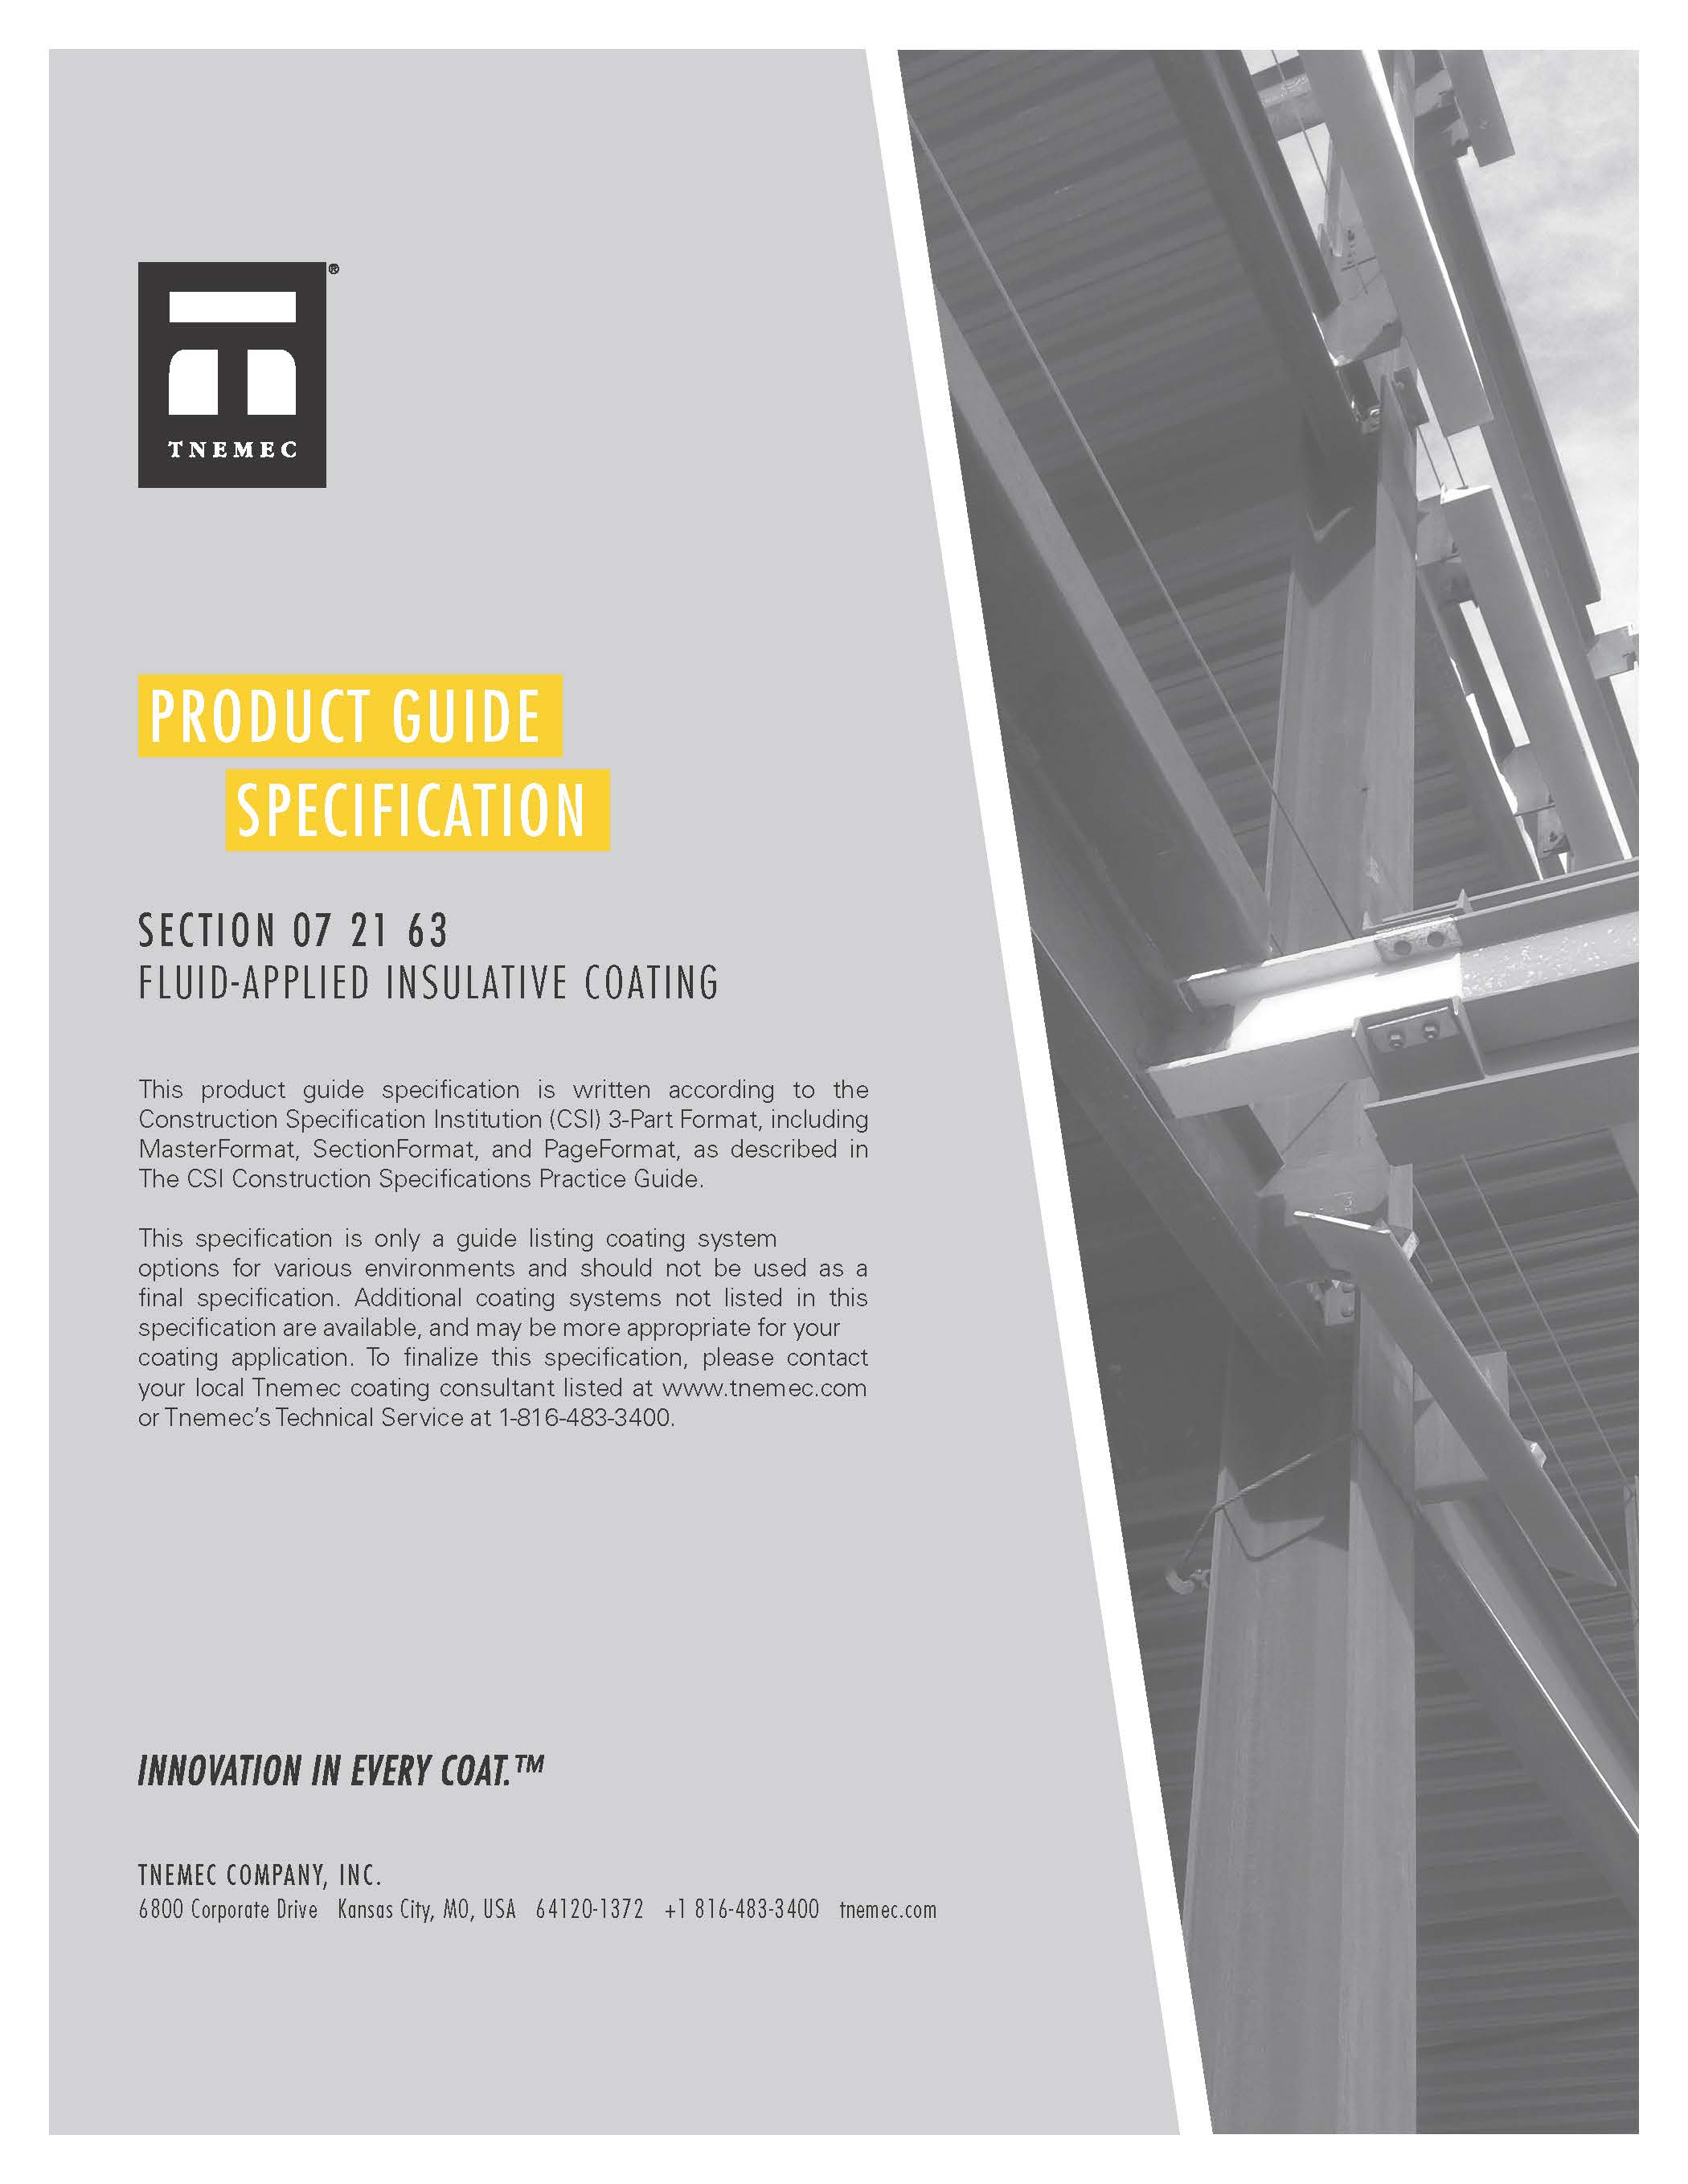 ®
TNEMEC
PRODUCT GUIDE
SPECIFICATION
SECTION 07 21 63
FLUID-APPLIED INSULATIVE COATING
This product guide specification is written according to the
Construction Specification Institution (CSI) 3-Part Format, including
MasterFormat, SectionFormat, and PageFormat, as described in
The CSI Construction Specifications Practice Guide.
This specification is only a guide listing coating system
options for various environments and should not be used as a
final specification. Additional coating systems not listed in this
specification are available, and may be more appropriate for your
coating application. To finalize this specification, please contact
your local Tnemec coating consultant listed at www.tnemec.com
or Tnemec's Technical Service at 1-816-483-3400.
INNOVATION IN EVERY COAT.™
TNEMEC COMPANY, INC.
6800 Corporate Drive Kansas City, MO, USA 64120-1372 +1 816-483-3400 tnemec.com